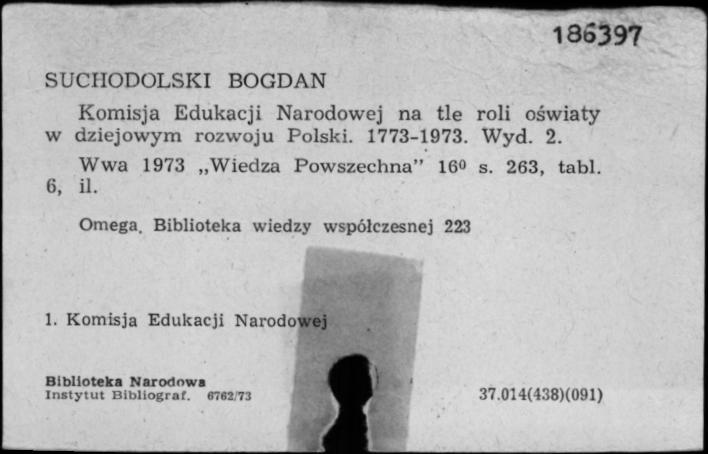 186397
SUCHODOLSKI BOGDAN
Komisja Edukacji Narodowej na tle roli oświaty
w dziejowym rozwoju Polski. 1773-1973. Wyd. 2.
Wwa 1973 „Wiedza Powszechna” 16⁰ s. 263, tabl.
6, il.
Omega. Biblioteka wiedzy współczesnej 223
1. Komisja Edukacji Narodowej
Biblioteka Narodowa
Instytut Bibliograf. 6762/73
37.014(438)(091)